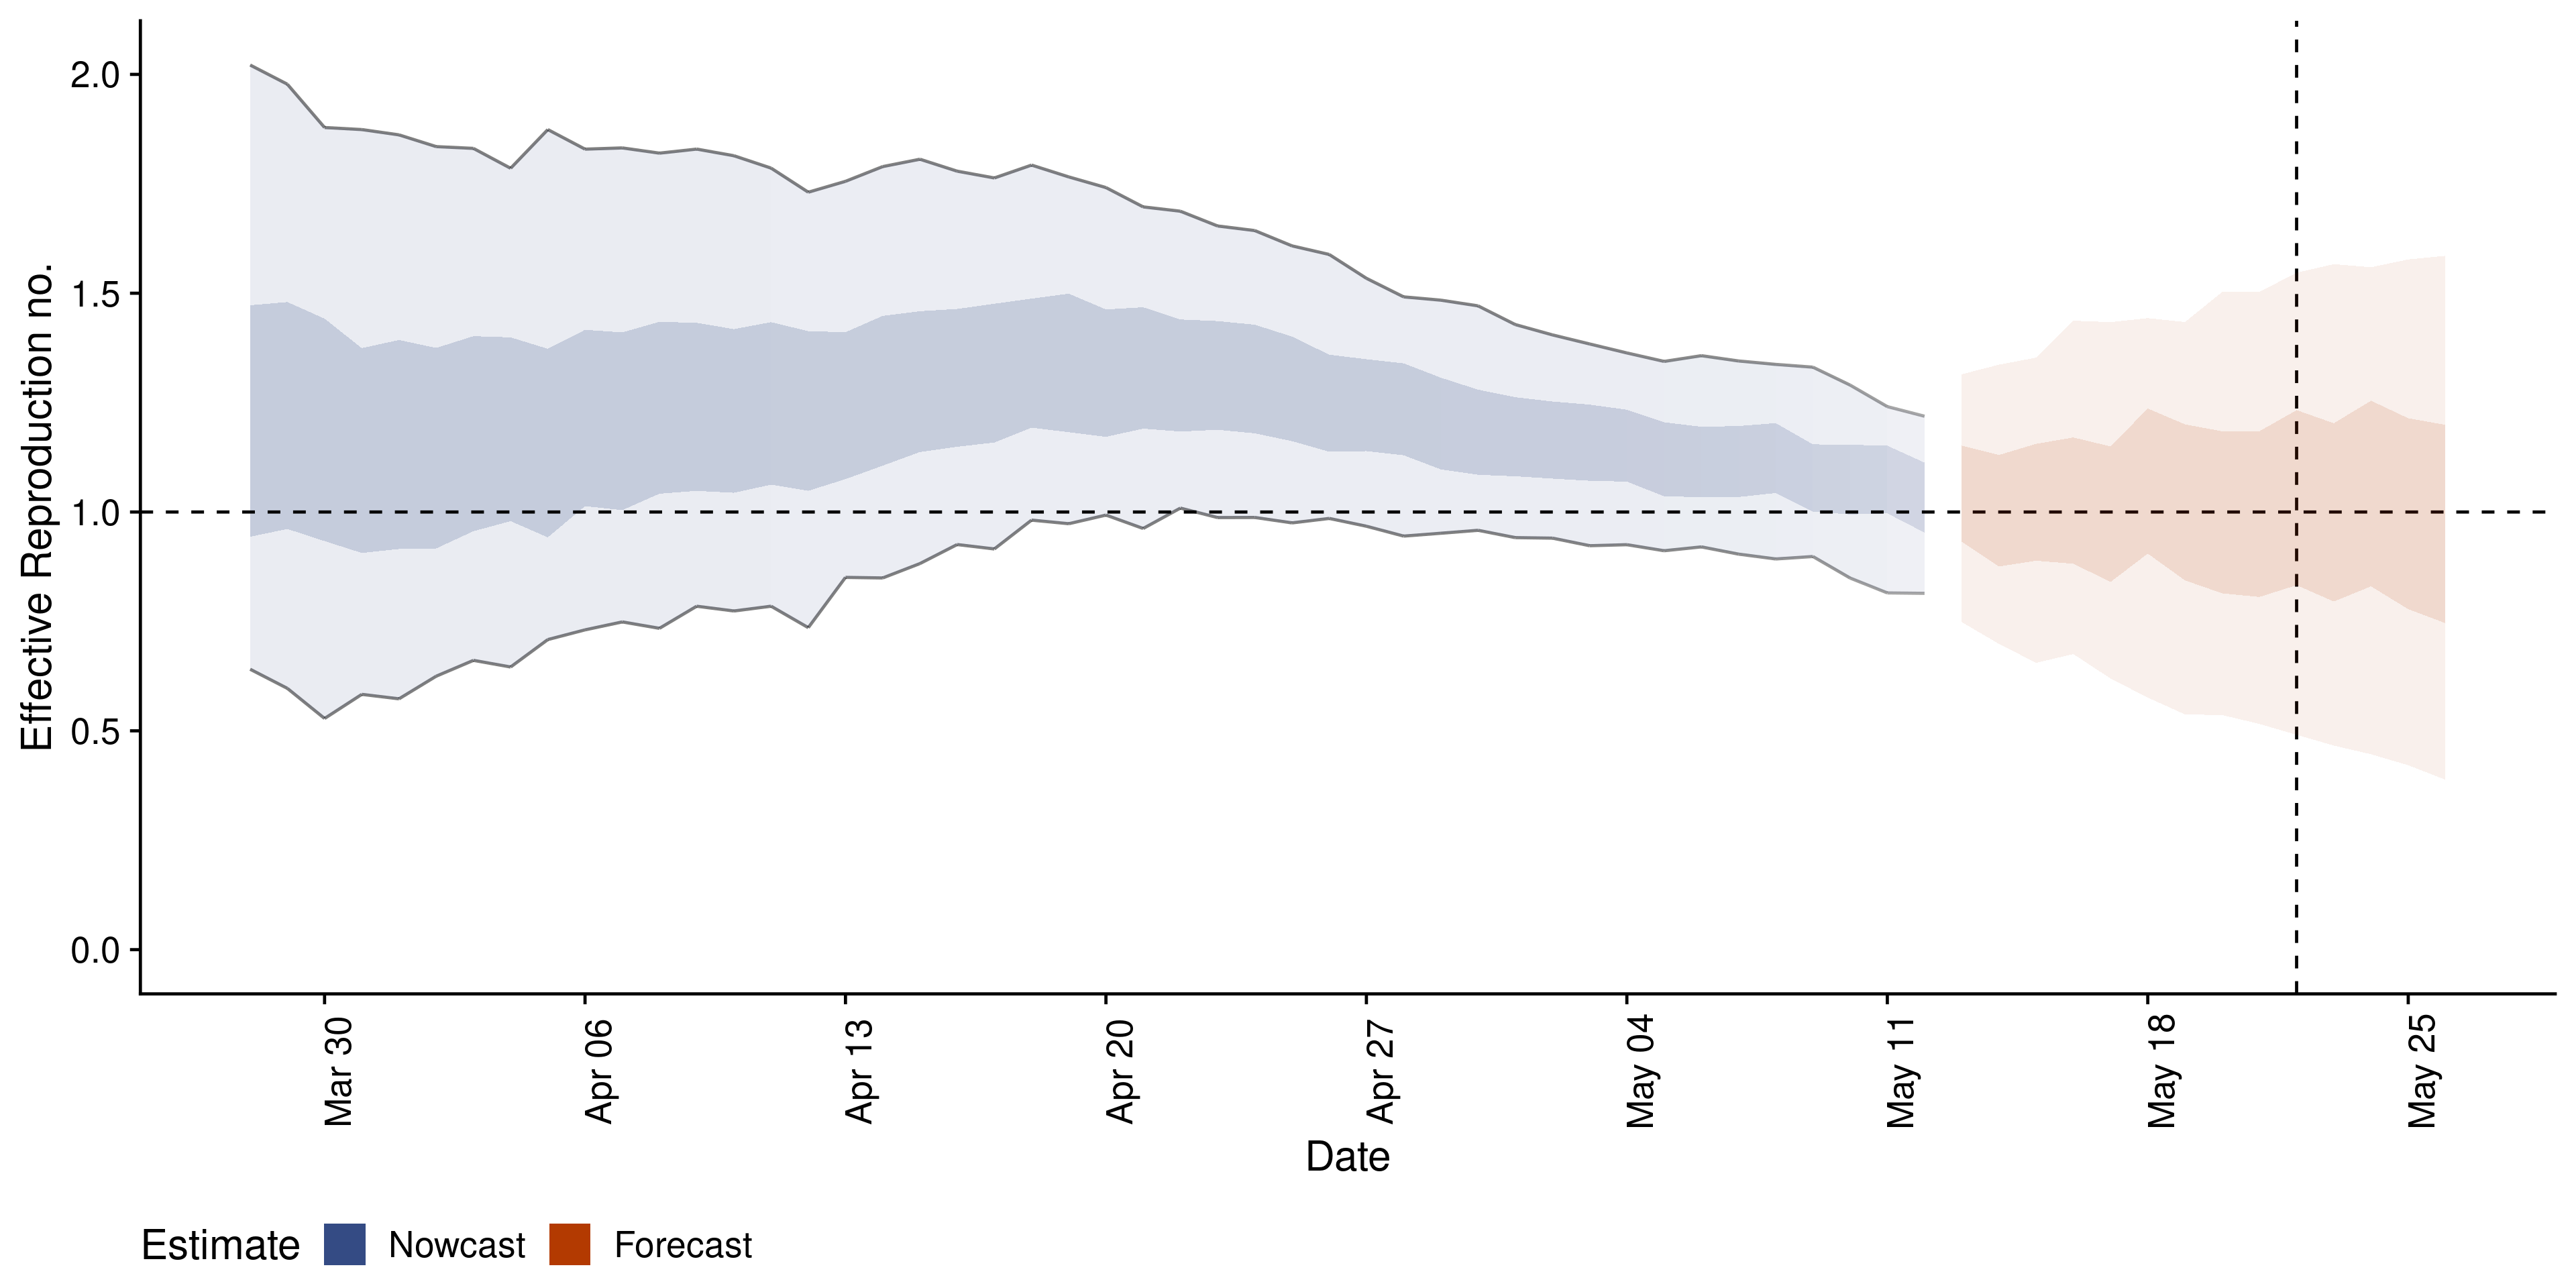 Effective Reproduction no.
2.0
1.5
1.0
0.5
0.0
Mar 30
Apr 06
Apr 13
Apr 20
Apr 27
May 04
May 11
May 18
May 25
Date
Estimate Nowcast Forecast